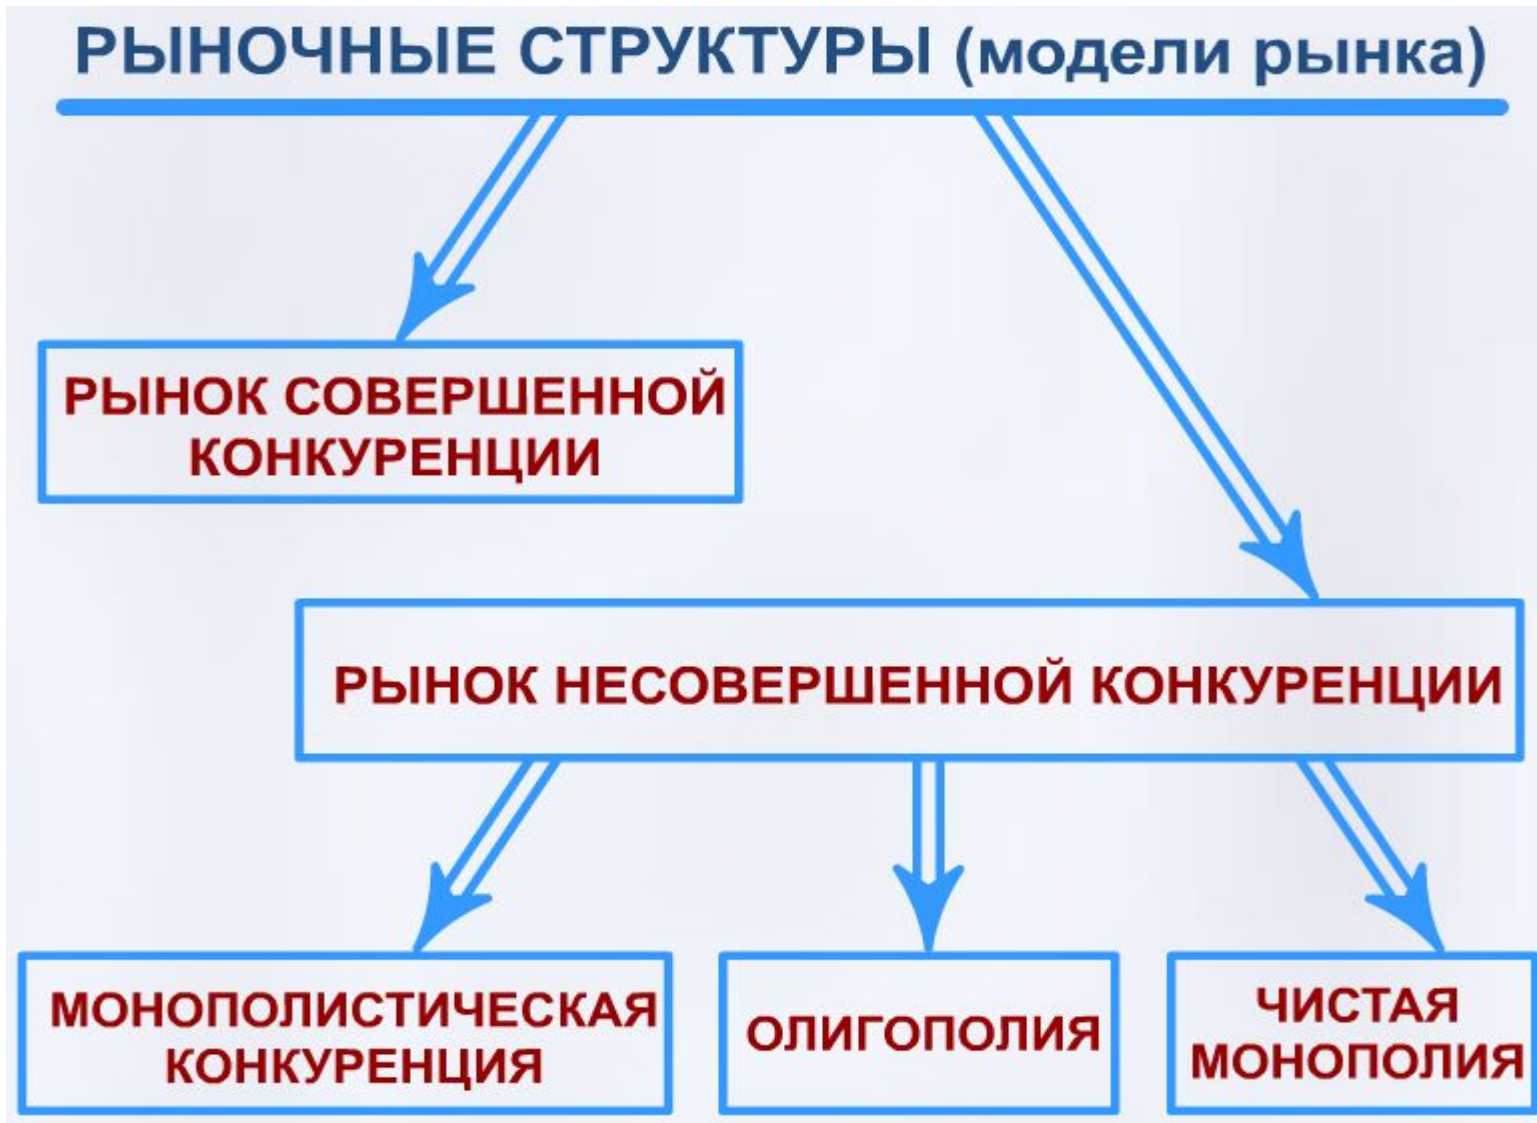 РЫНОЧНЫЕ СТРУКТУРЫ (модели рынка)
РЫНОК СОВЕРШЕННОЙ
КОНКУРЕНЦИИ
РЫНОК НЕСОВЕРШЕННОЙ КОНКУРЕНЦИИ
МОНОПОЛИСТИЧЕСКАЯ
КОНКУРЕНЦИЯ
ОЛИГОПОЛИЯ
ЧИСТАЯ
МОНОПОЛИЯ